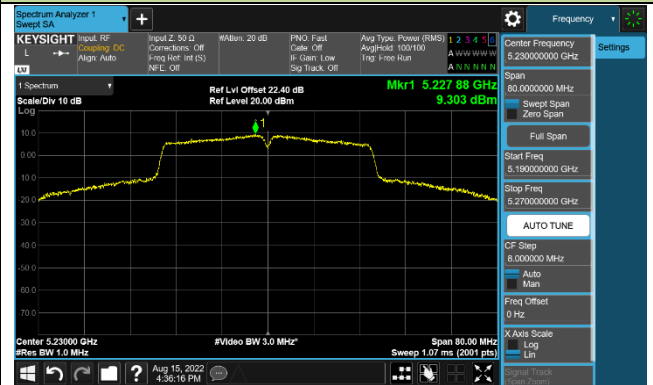 Spectrum Analyzer 1
Swept SA
Frequency
KEYSIGHT
L
Input: RF
Coupling: DC
Align: Auto
Input Z: 50 Ω
Corrections: Off
Freq Ref: Int (S)
NFE: Off
#Atten: 20 dB
PNO: Fast
Gate: Off
IF Gain: Low
Sig Track: Off
Avg Type: Power (RMS)
Avg|Hold: 100/100
Trig: Free Run
1 2 3 4 5 6
A W W W W W
A N N N N N
1 Spectrum
Scale/Div 10 dB
Log
Ref Lvl Offset 22.40 dB
Ref Level 20.00 dBm
Mkr1 5.227 88 GHz
9.303 dBm
1
10.0
0.00
-10.0
-20.0
-30.0
-40.0
-50.0
-60.0
-70.0
Center 5.23000 GHz
#Res BW 1.0 MHz
#Video BW 3.0 MHz*
Span 80.00 MHz
Sweep 1.07 ms (2001 pts)
Aug 15, 2022
4:36:16 PM
Center Frequency
5.230000000 GHz
Settings
Span
80.0000000 MHz
Swept Span
Zero Span
Full Span
Start Freq
5.190000000 GHz
Stop Freq
5.270000000 GHz
AUTO TUNE
CF Step
8.000000 MHz
Auto
Man
Freq Offset
0 Hz
X Axis Scale
Log
Lin
Signal Track
(Span Zoom)